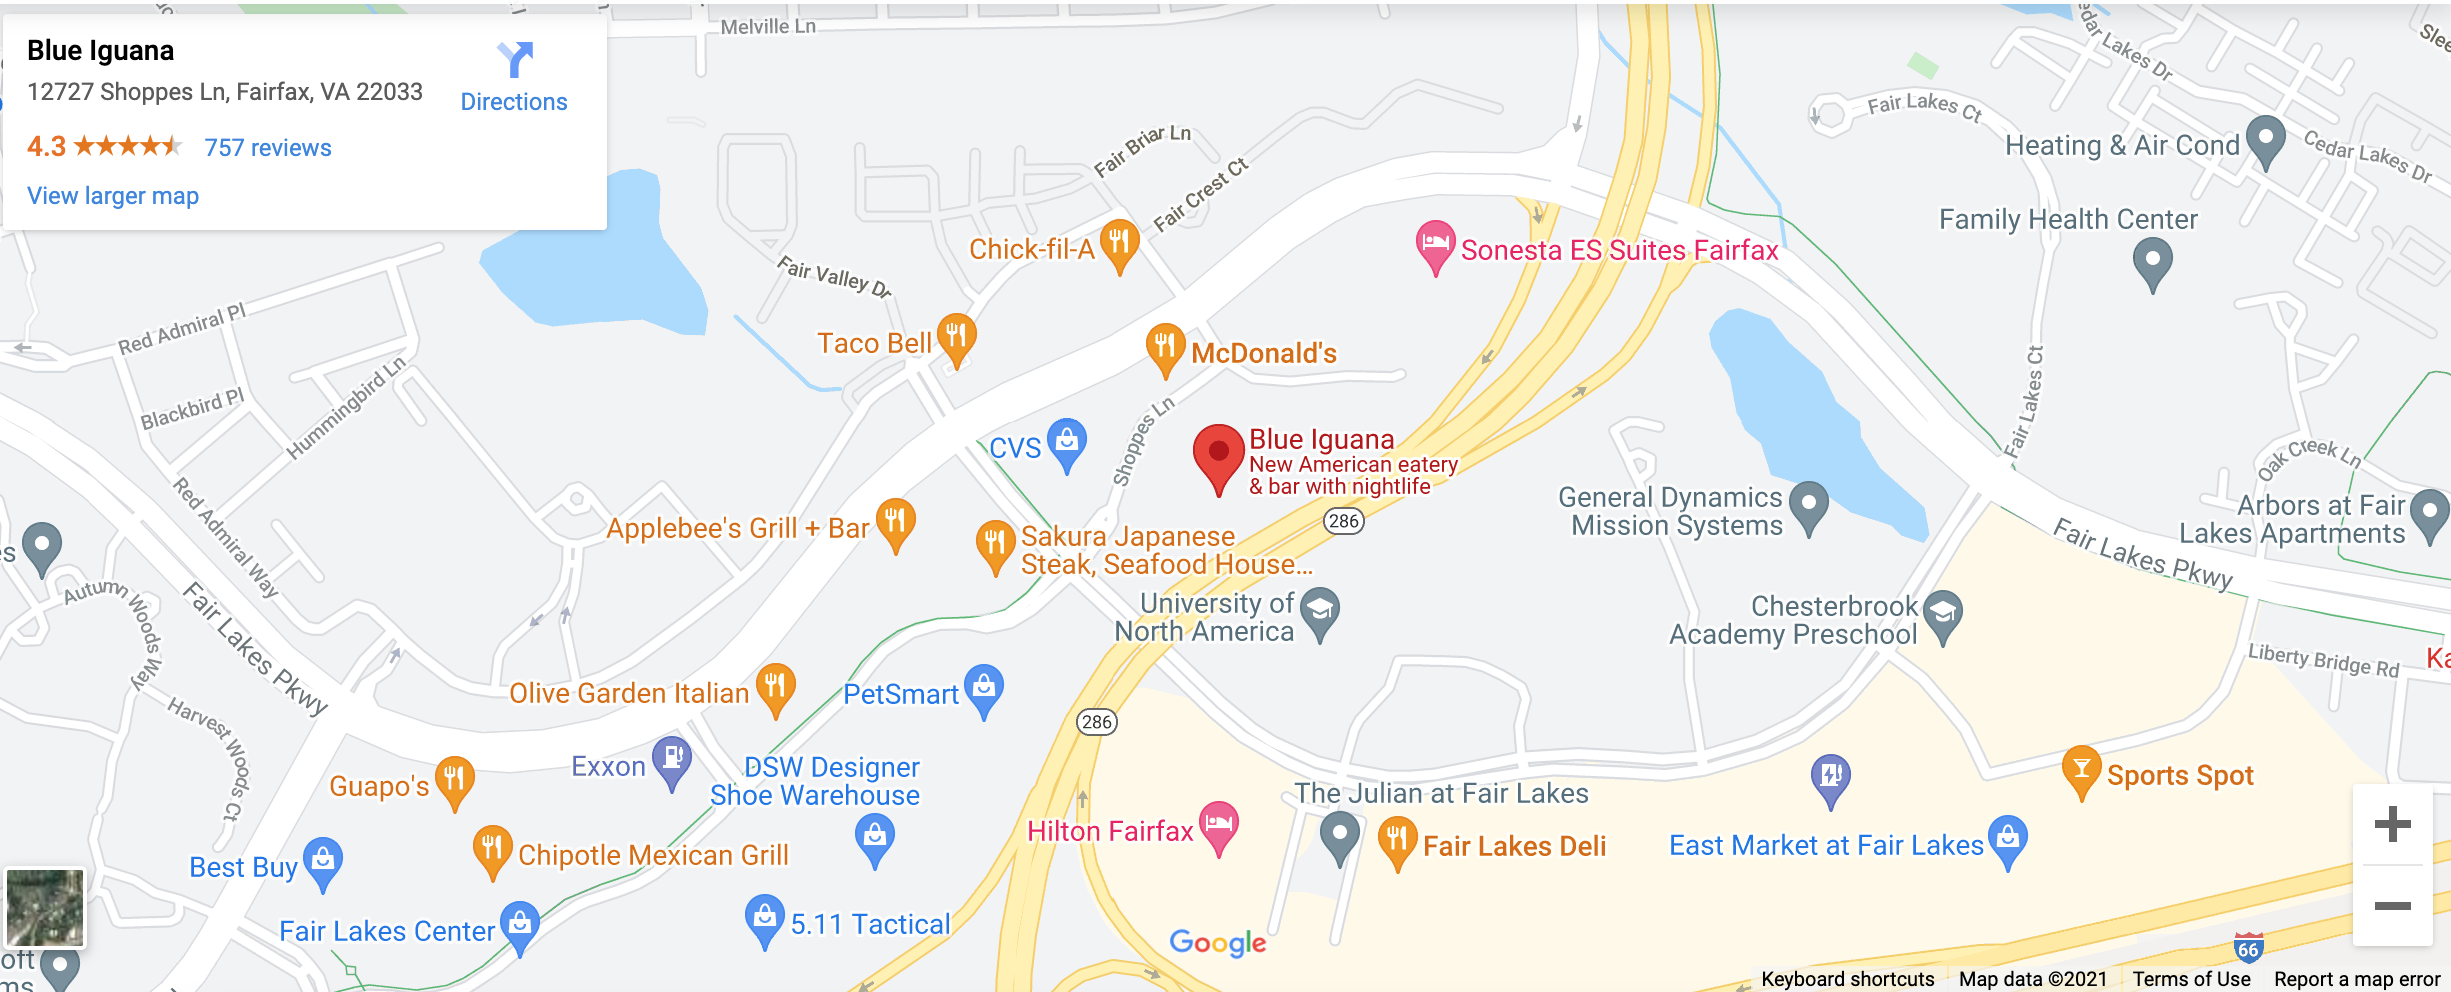 Blue Iguana
12727 Shoppes Ln, Fairfax, VA 22033
Directions
4.3
757 reviews
View larger map
Melville Ln
Fair Briar Ln
Fair Crest Ct
Chick-fil-A
Fair Valley Dr
Taco Bell
McDonald's
Sonesta ES Suites Fairfax
Fair Lakes Ct
Cedar Lakes Dr
Heating & Air Cond
Cedar Lakes Dr
Family Health Center
Red Admiral Pl
Blackbird Pl
Hummingbird Ln
Shoppes Ln
CVS
Blue Iguana
New American eatery
& bar with nightlife
Fair Lakes Ct
Oak Creek Ln
General Dynamics
Mission Systems
Arbors at Fair
Lakes Apartments
286
Red Admiral Way
Applebee's Grill + Bar
Sakura Japanese
Steak, Seafood House...
Fair Lakes Pkwy
Autumn Woods Way
Fair Lakes Pkwy
University of
North America
Chesterbrook
Academy Preschool
Liberty Bridge Rd
Olive Garden Italian
PetSmart
286
Harvest Woods Ct
Exxon
DSW Designer
Shoe Warehouse
Guapo's
The Julian at Fair Lakes
Sports Spot
Hilton Fairfax
Fair Lakes Deli
East Market at Fair Lakes
Best Buy
Chipotle Mexican Grill
Fair Lakes Center
5.11 Tactical
Google
66
Keyboard shortcuts
Map data ©2021
Terms of Use
Report a map error